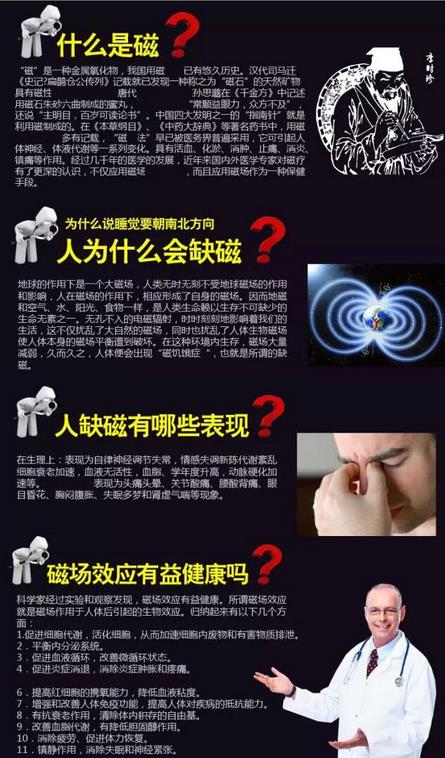 什么是磁
“磁”是一种金属氧化物，我国用磁 已有悠久历史。汉代司马迁
《史记?扁鹊仓公传列》记载就已发现一种称之为“磁石”的天然矿物
具有磁性 唐代 孙思邈在《千金方》中记述
用磁石朱砂六曲制成的蜜丸， “常顺益眼力，众方不及”，
还说“主明目，百岁可读论书”。中国四大发明之一的“指南针”就是
利用磁制成的。在《本草纲目》、《中药大辞典》等著名药书中，用磁
多有记载，“磁 法”早已被医务界普遍采用，它可引起人
体神经、体液代谢等一系列变化。具有活血、化淤、消肿、止痛、消炎、
镇痛等作用。经过几千年的医学的发展，近年来国内外医学专家对磁疗
有了更深的认识，不仅应用磁场 ，而且应用磁场作为一种保健
手段。
李时珍
为什么说睡觉要朝南北方向
人为什么会缺磁
地球的作用下是一个大磁场，人类无时无刻不受地球磁场的作用
和影响，人在磁场的作用下，相应形成了自身的磁场。因而地磁
和空气、水、阳光、食物一样，是人类生命赖以生存不可缺少的
生命元素之一。无孔不入的电磁辐射，时时刻刻地影响着我们的
生活，这不仅扰乱了大自然的磁场，同时也扰乱了人体生物磁场
使人体本身的磁场平衡遭到破坏。在这种环境内生存，磁场大量
减弱，久而久之，人体便会出现“磁饥饿症“，也就是所谓的缺
磁。
人缺磁有哪些表现
在生理上：表现为自律神经调节失常，情感失调新陈代谢紊乱
细胞衰老加速，血液无活性，血脂、学年度升高，动脉硬化加
速等。 表现为头痛头晕、关节酸痛、腰酸背痛、眼
目昏花、胸闷腹胀、失眠多梦和肾虚气喘等现象。
磁场效应有益健康吗
科学家经过实验和观察发现，磁场效应有益健康。所谓磁场效应
就是磁场作用于人体后引起的生物效应。归纳起来有以下几个方
面：
1.促进细胞代谢，活化细胞，从而加速细胞内废物和有害物质排泄。
2．平衡内分泌系统。
3．促进血液循环，改善微循环状态。
4．促进炎症消退，消除炎症肿胀和疼痛。
6．提高红细胞的携氧能力，降低血液粘度。
7．增强和改善人体免疫功能，提高人体对疾病的抵抗能力。
8．有抗衰老作用，清除体内积存的自由基。
9．改善血脂代谢，有降低胆固醇作用。
10．消除疲劳、促进体力恢复。
11．镇静作用，消除失眠和神经紧张。